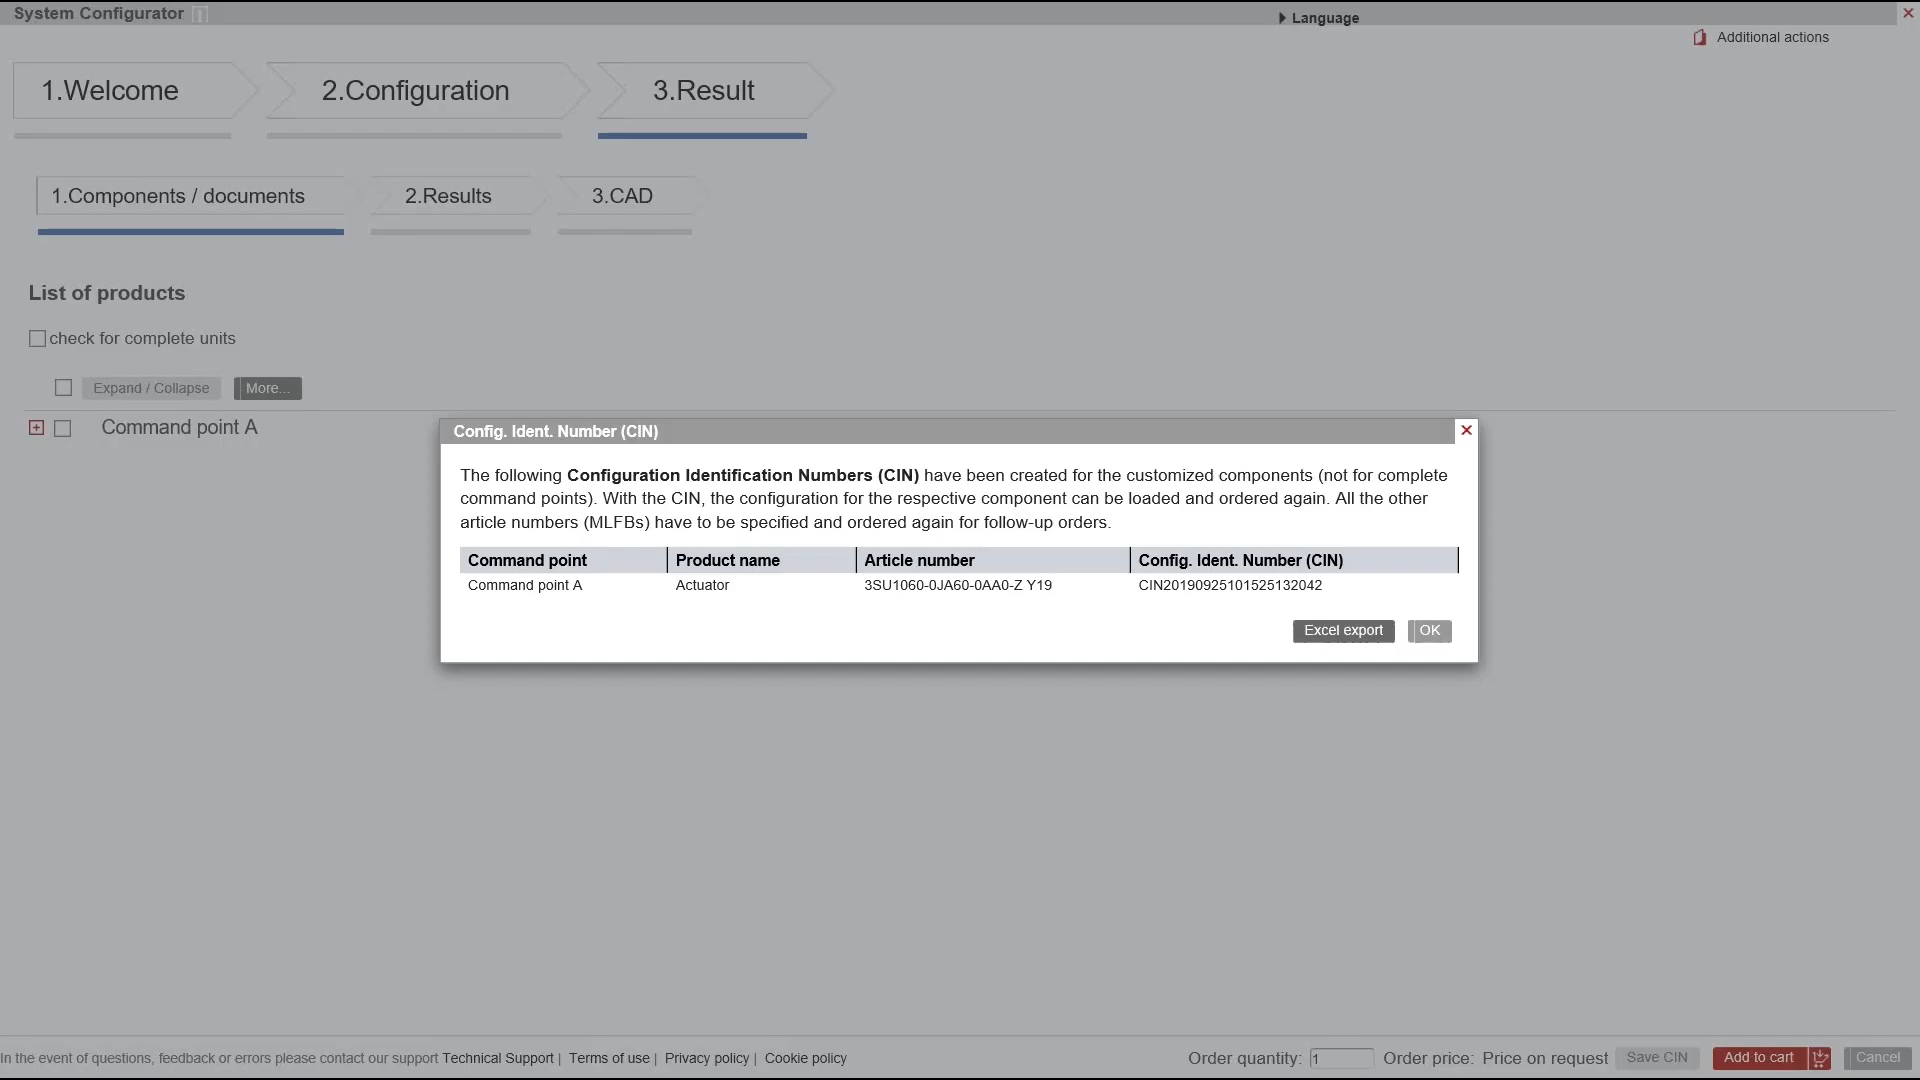 System Configurator
Language
Additional actions
1.Welcome
2.Configuration
3.Result
1.Components / documents
2.Results
3.CAD
List of products
check for complete units
Expand / Collapse
More...
Command point A
Config. Ident. Number (CIN)
The following Configuration Identification Numbers (CIN) have been created for the customized components (not for complete
command points). With the CIN, the configuration for the respective component can be loaded and ordered again. All the other
article numbers (MLFBs) have to be specified and ordered again for follow-up orders.
Command point Product name Article number Config. Ident. Number (CIN)
Command point A Actuator 3SU1060-0JA60-0AA0-Z Y19 CIN20190925101525132042
Excel export OK
In the event of questions, feedback or errors please contact our support Technical Support | Terms of use | Privacy policy | Cookie policy
Order quantity: 1 Order price: Price on request Save CIN Add to cart Cancel